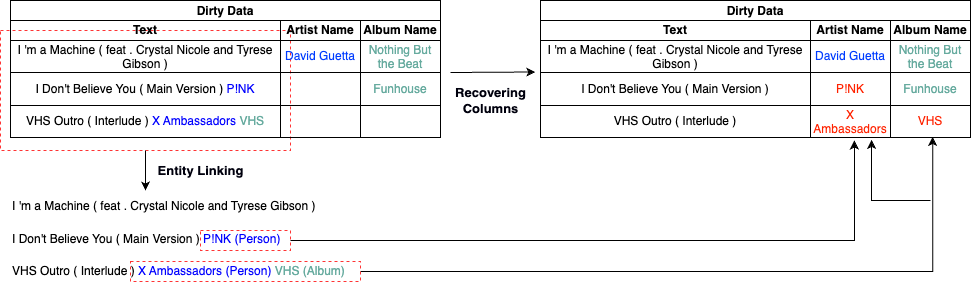 Dirty Data
Text Artist Name Album Name
I 'm a Machine ( feat . Crystal Nicole and Tyrese
Gibson )
David Guetta
Nothing But
the Beat
I Don't Believe You ( Main Version ) P!NK
Funhouse
VHS Outro ( Interlude ) X Ambassadors VHS
Recovering
Columns
Dirty Data
Text Artist Name Album Name
I 'm a Machine ( feat . Crystal Nicole and Tyrese
Gibson )
David Guetta
Nothing But
the Beat
I Don't Believe You ( Main Version )
P!NK
Funhouse
VHS Outro ( Interlude )
X
Ambassadors
VHS
Entity Linking
I 'm a Machine ( feat . Crystal Nicole and Tyrese Gibson )
I Don't Believe You ( Main Version ) P!NK (Person)
VHS Outro ( Interlude ) X Ambassadors (Person) VHS (Album)